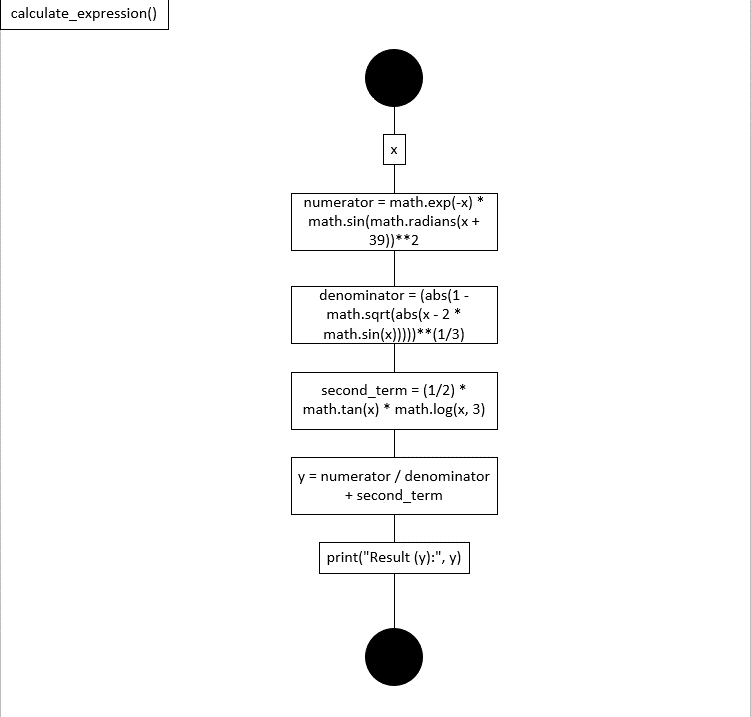 calculate_expression()
x
numerator = math.exp(-x) *
math.sin(math.radians(x +
39))**2
denominator = (abs(1 -
math.sqrt(abs(x - 2 *
math.sin(x)))))**(1/3)
second_term = (1/2) *
math.tan(x) * math.log(x, 3)
y = numerator / denominator
+ second_term
print("Result (y):", y)